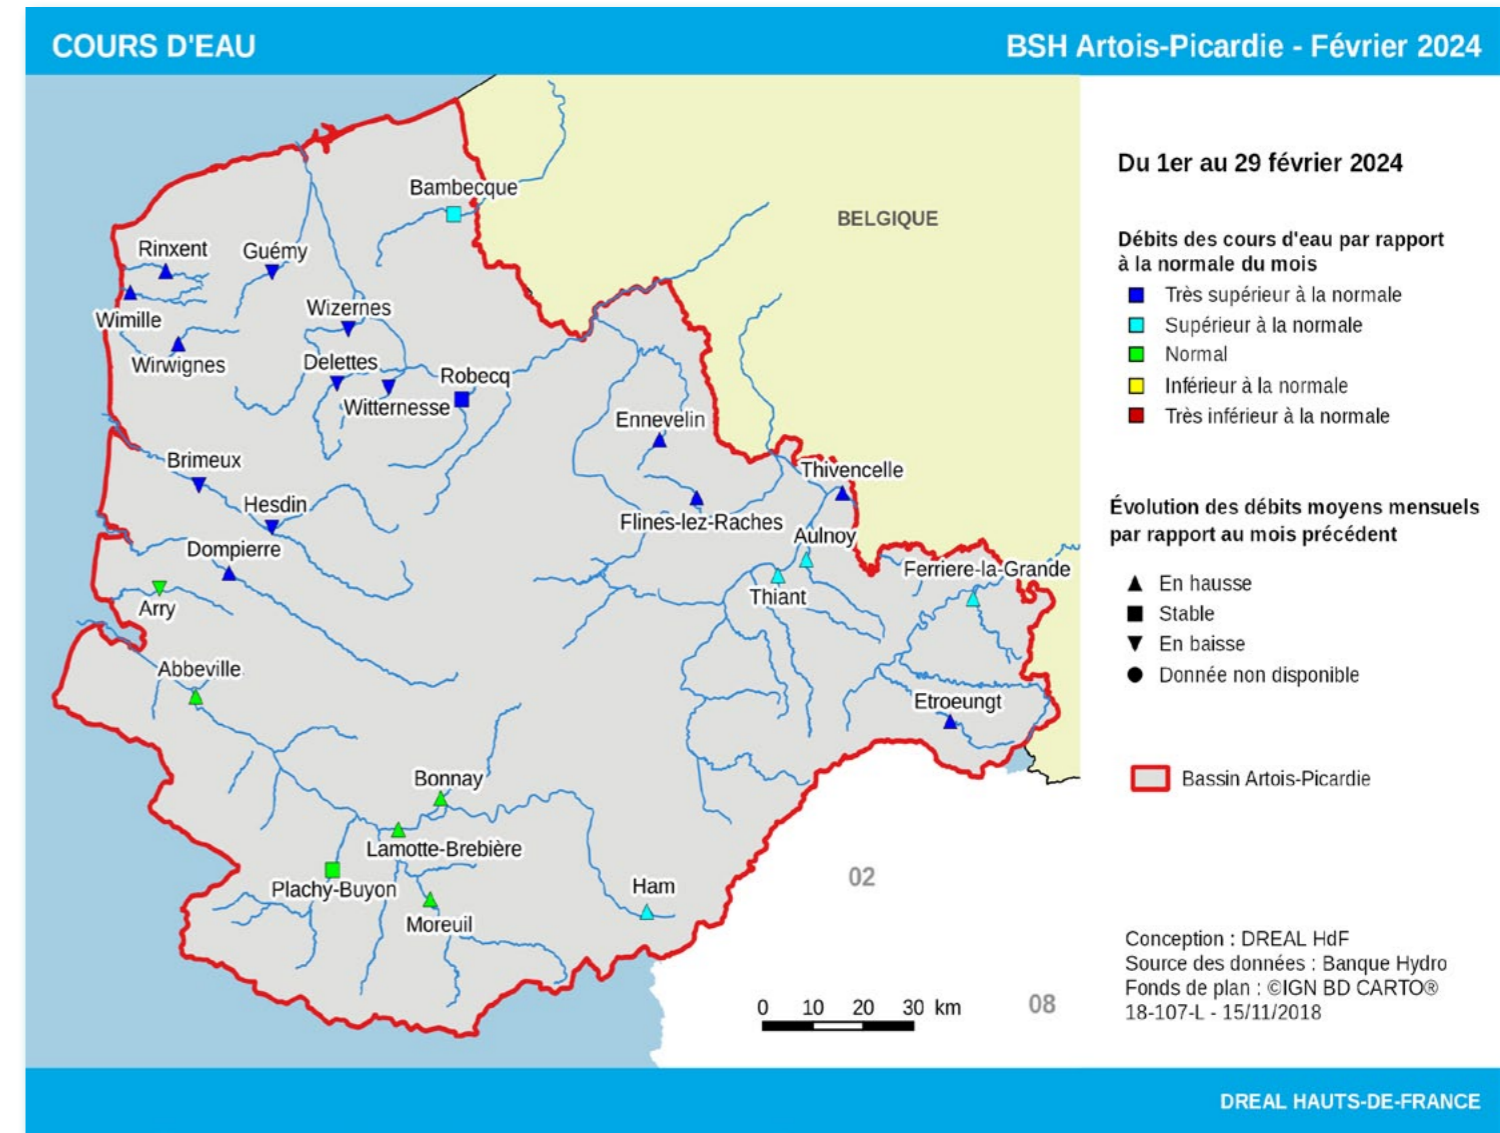 COURS D'EAU
BSH Artois-Picardie - Février 2024
Bambecque
BELGIQUE
Rinxent
Guémy
Wimille
Wizernes
Wirwignes
Delettes
Robecq
Witternesse
Ennevelin
Brimeux
Thivencelle
Hesdin
Flines-lez-Raches
Aulnoy
Dompierre
Ferriere-la-Grande
Thiant
Arry
Abbeville
Etroeungt
Bonnay
Lamotte-Brebière
Plachy-Buyon
Ham
Moreuil
02
08
0 10 20 30 km
Du 1er au 29 février 2024
Débits des cours d'eau par rapport
à la normale du mois
Très supérieur à la normale
Supérieur à la normale
Normal
Inférieur à la normale
Très inférieur à la normale
Évolution des débits moyens mensuels
par rapport au mois précédent
En hausse
Stable
En baisse
Donnée non disponible
Bassin Artois-Picardie
Conception : DREAL HdF
Source des données : Banque Hydro
Fonds de plan : ©IGN BD CARTO®
18-107-L - 15/11/2018
DREAL HAUTS-DE-FRANCE